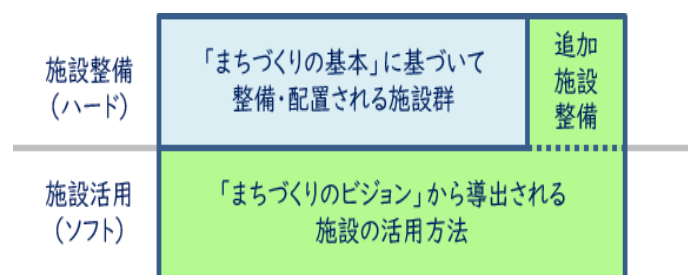 施設整備
(ハード)
「まちづくりの基本」に基づいて
整備・配置される施設群
追加
施設
整備
施設活用
(ソフト)
「まちづくりのビジョン」から導出される
施設の活用方法